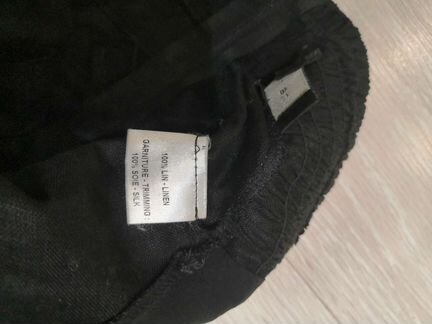 100% LIN - LINEN
GARNITURE - TRIMMING :
100% SOIE - SILK